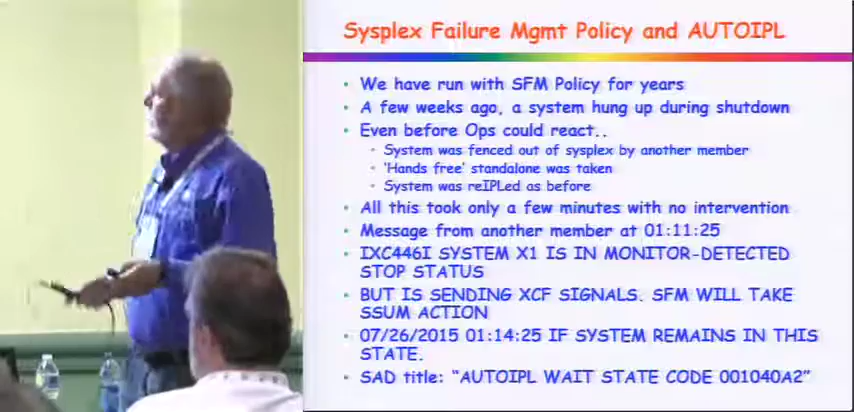 Sysplex Failure Mgmt Policy and AUTOIPL
We have run with SFM Policy for years
A few weeks ago, a system hung up during shutdown
Even before Ops could react..
System was fenced out of sysplex by another member
'Hands free' standalone was taken
System was reIPLed as before
All this took only a few minutes with no intervention
Message from another member at 01:11:25
IXC446I SYSTEM X1 IS IN MONITOR-DETECTED
STOP STATUS
BUT IS SENDING XCF SIGNALS. SFM WILL TAKE
SSUM ACTION
07/26/2015 01:14:25 IF SYSTEM REMAINS IN THIS
STATE.
SAD title: "AUTOIPL WAIT STATE CODE 001040A2"